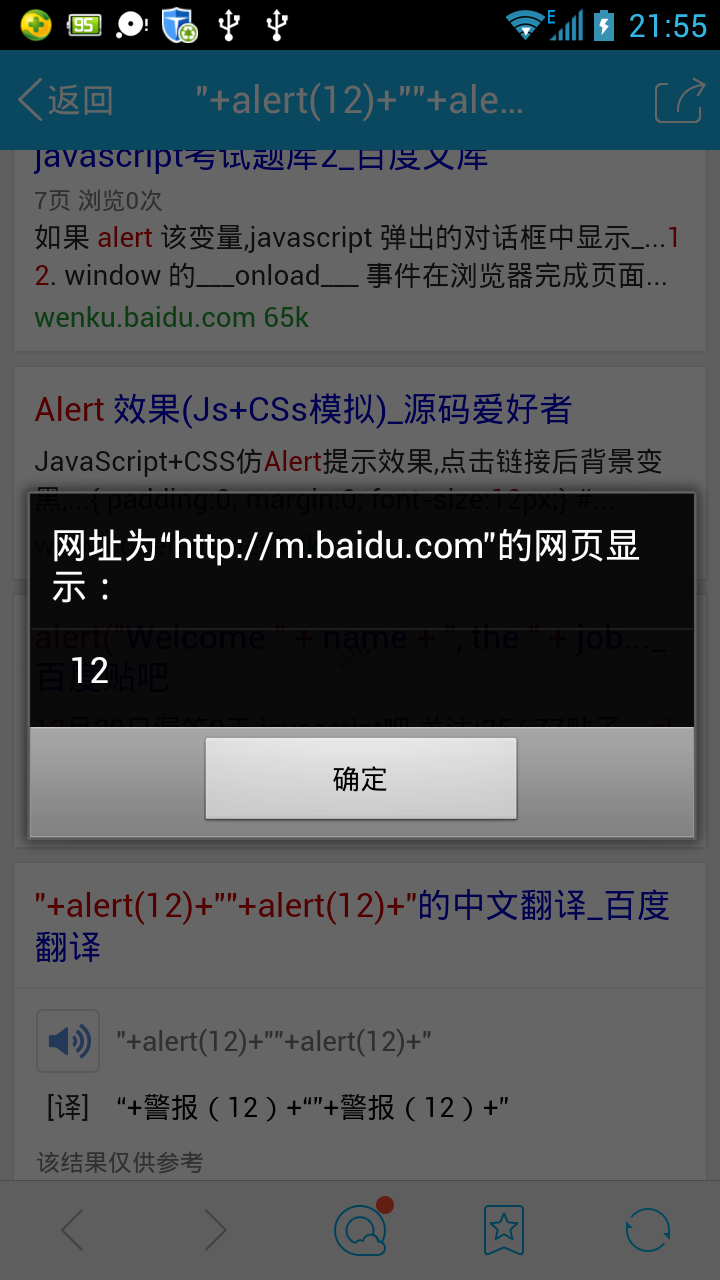 95
E
21:55
返回
"+alert(12)+""+ale...
javascript考试题库2_百度文库
7页 浏览0次
如果 alert 该变量,javascript 弹出的对话框中显示_...1
2. window 的___onload___ 事件在浏览器完成页面...
wenku.baidu.com 65k
Alert 效果(Js+CSs模拟)_源码爱好者
JavaScript+CSS仿Alert提示效果,点击链接后背景变
黑,...{ padding:0; margin:0; font-size:12px;} #...
网址为“http://m.baidu.com”的网页显
示：
alert("Welcome " + name + ", the " + job..._
百度贴吧
12
确定
"+alert(12)+""+alert(12)+"的中文翻译_百度
翻译
"+alert(12)+""+alert(12)+"
[译] “+警报（12）+“”+警报（12）+”
该结果仅供参考